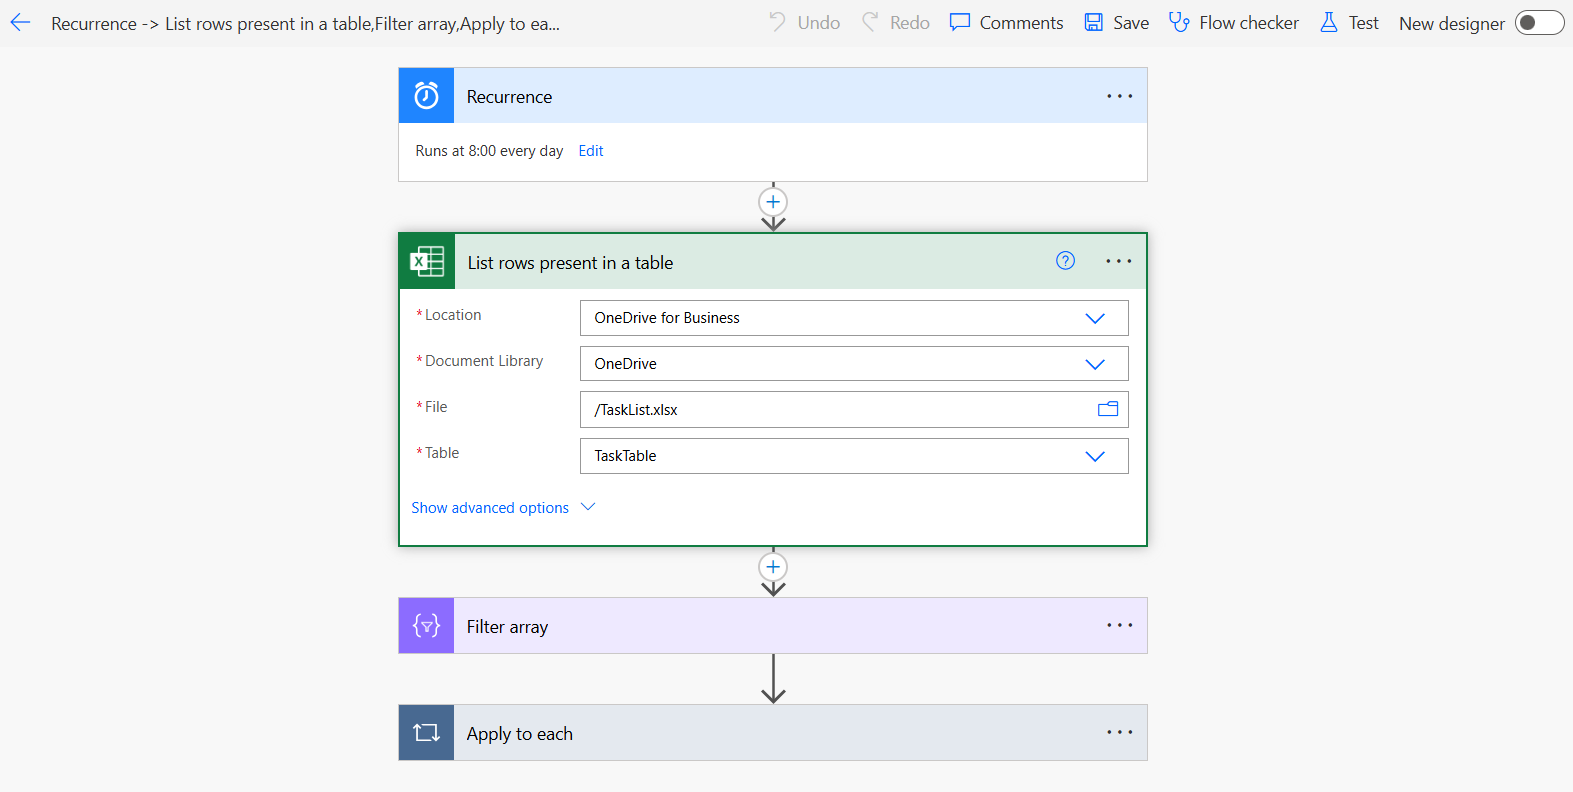 Recurrence -> List rows present in a table,Filter array,Apply to ea...
Undo
Redo
Comments
Save
Flow checker
Test
New designer
Recurrence
Runs at 8:00 every day Edit
List rows present in a table
*Location
OneDrive for Business
*Document Library
OneDrive
*File
/TaskList.xlsx
*Table
TaskTable
Show advanced options
Filter array
Apply to each